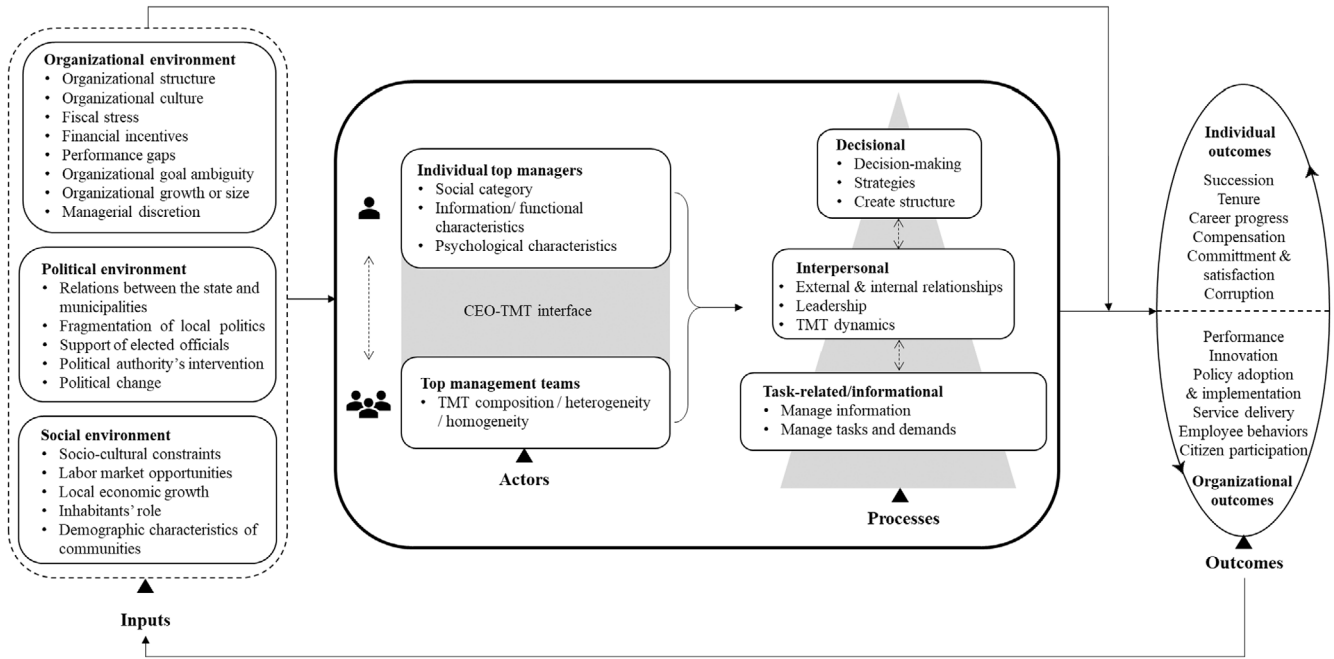 Organizational environment
• Organizational structure
• Organizational culture
• Fiscal stress
• Financial incentives
• Performance gaps
• Organizational goal ambiguity
• Organizational growth or size
• Managerial discretion
Political environment
• Relations between the state and
municipalities
• Fragmentation of local politics
• Support of elected officials
• Political authority's intervention
• Political change
Social environment
• Socio-cultural constraints
• Labor market opportunities
• Local economic growth
• Inhabitants' role
• Demographic characteristics of
communities
Inputs
Individual top managers
• Social category
• Information/ functional
characteristics
• Psychological characteristics
CEO-TMT interface
Top management teams
• TMT composition / heterogeneity
/ homogeneity
Actors
Decisional
• Decision-making
• Strategies
• Create structure
Interpersonal
• External & internal relationships
• Leadership
• TMT dynamics
Task-related/informational
• Manage information
• Manage tasks and demands
Processes
Individual
outcomes
Succession
Tenure
Career progress
Compensation
Committment &
satisfaction
Corruption
Performance
Innovation
Policy adoption
& implementation
Service delivery
Employee behaviors
Citizen participation
Organizational
outcomes
Outcomes